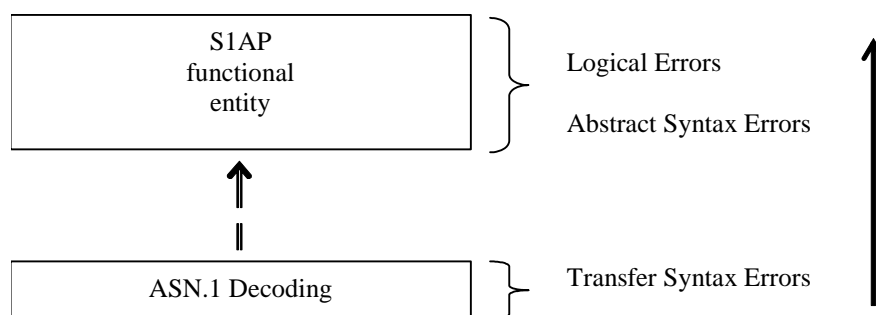 S1AP
functional
entity
Logical Errors
Abstract Syntax Errors
ASN.1 Decoding
Transfer Syntax Errors